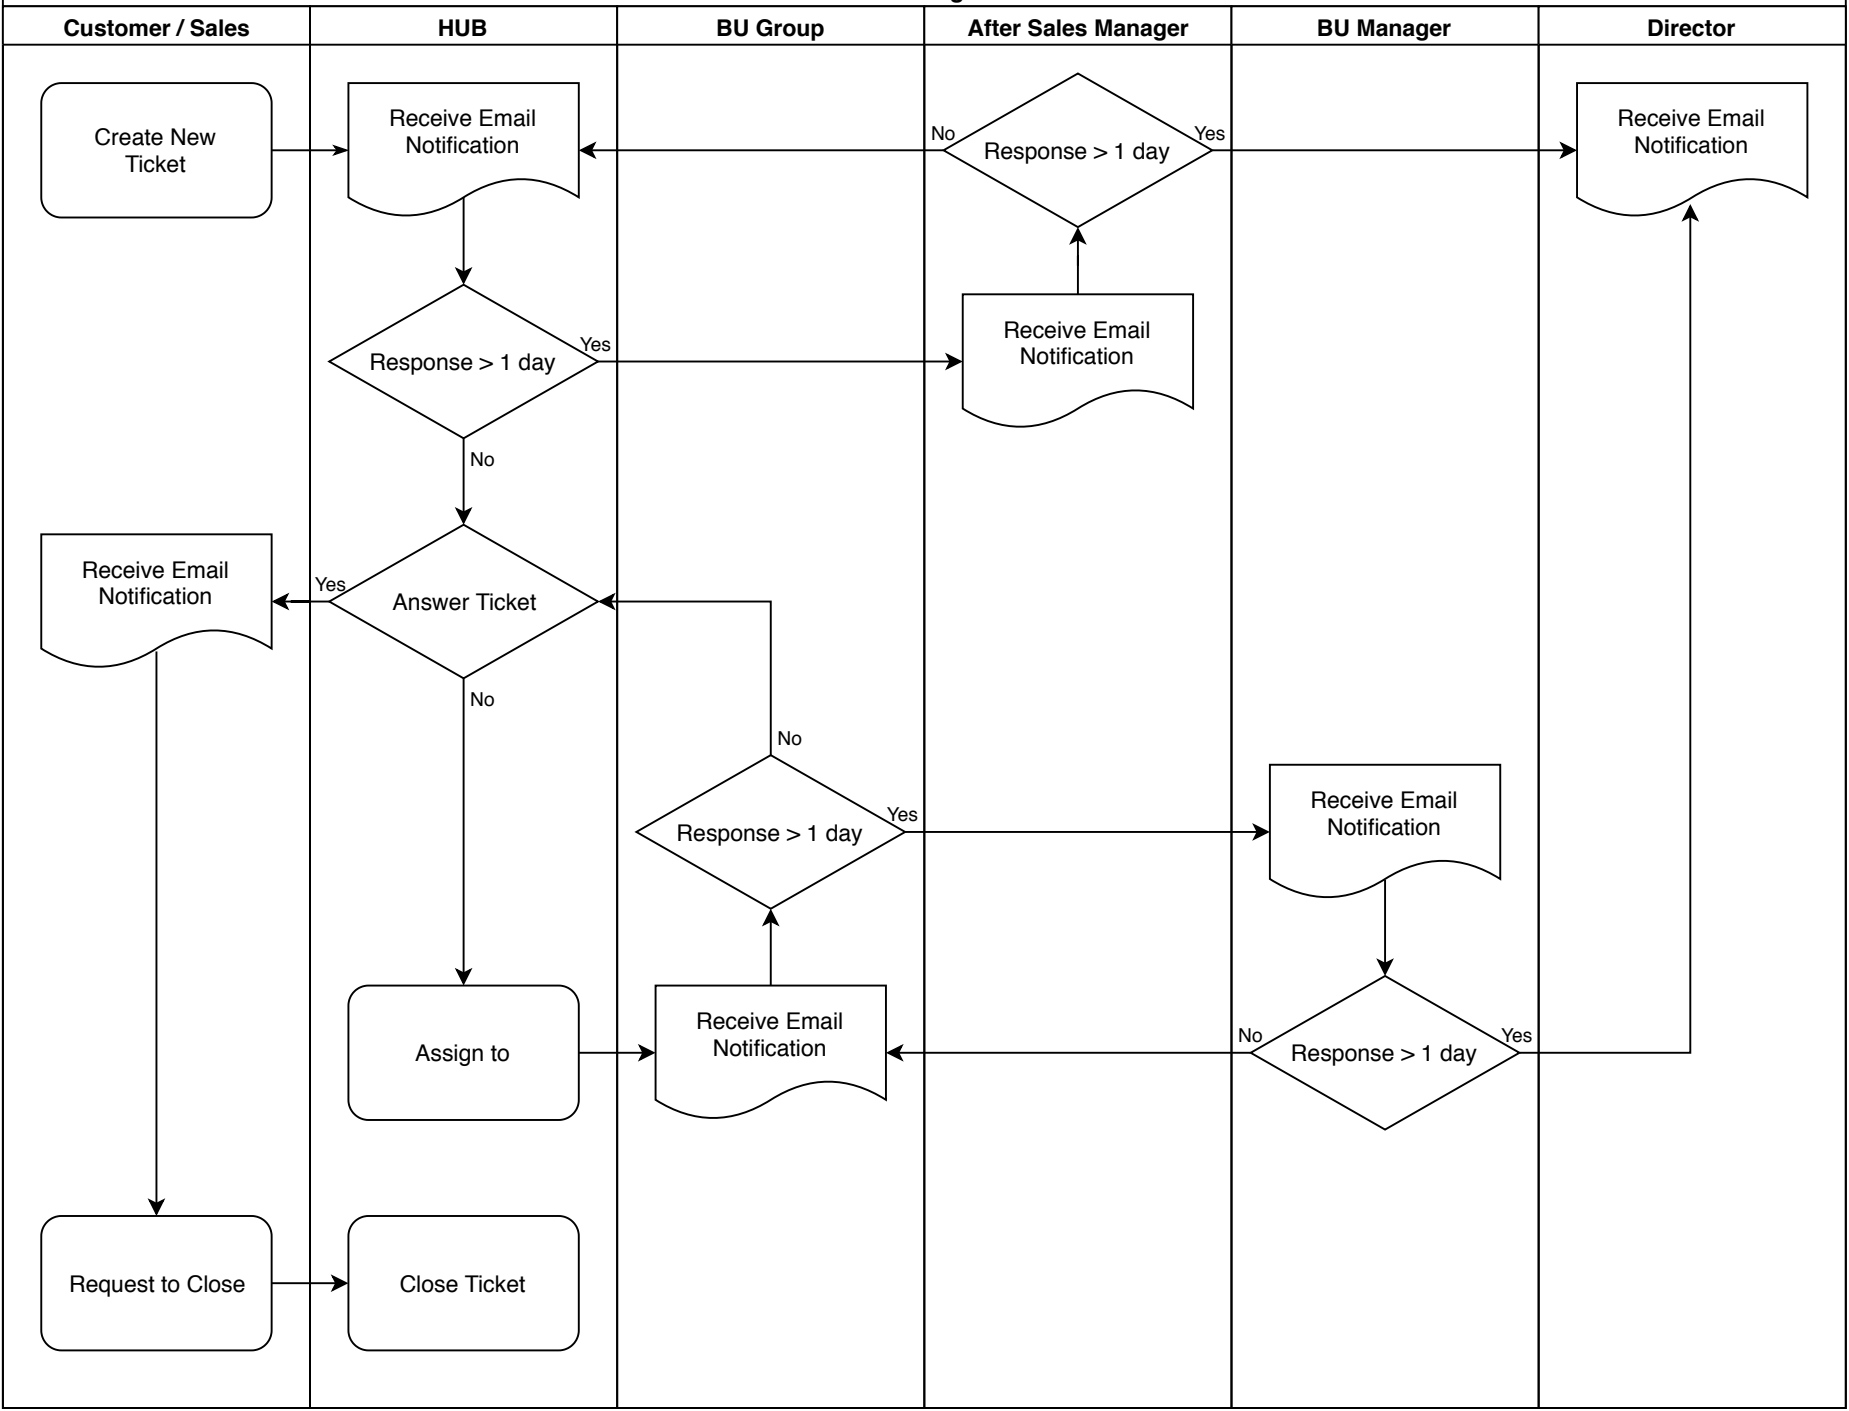 Customer / Sales
HUB
BU Group
After Sales Manager
BU Manager
Director
Create New
Ticket
Receive Email
Notification
No
Response > 1 day
Yes
Receive Email
Notification
Response > 1 day
Yes
Receive Email
Notification
No
Receive Email
Notification
Yes
Answer Ticket
No
No
Response > 1 day
Yes
Receive Email
Notification
Assign to
Receive Email
Notification
No
Response > 1 day
Yes
Request to Close
Close Ticket